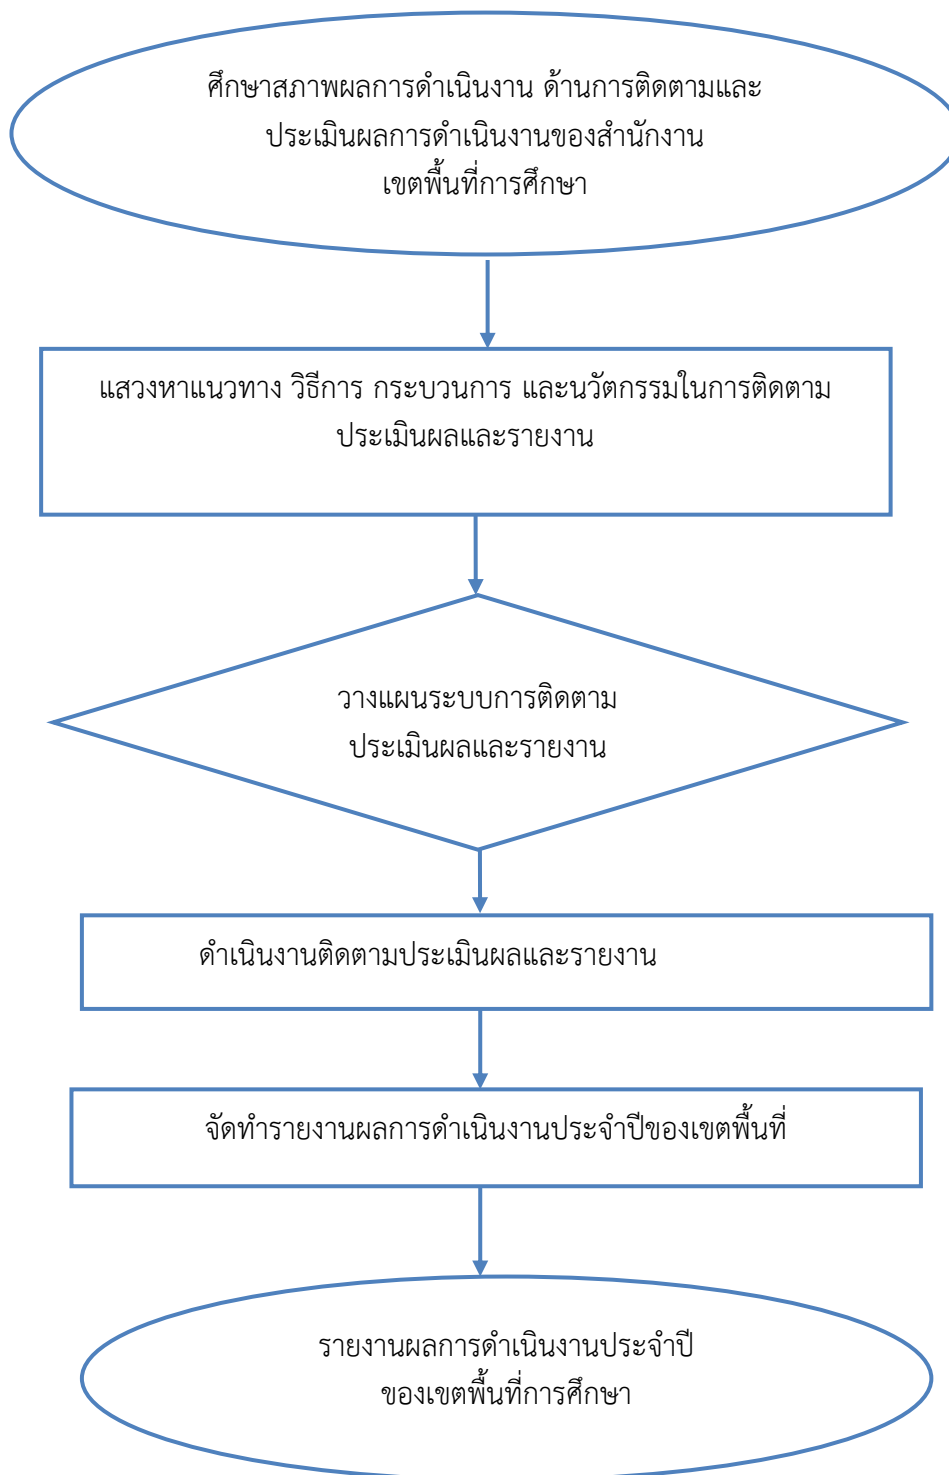 ศึกษาสภาพผลการดำเนินงาน ด้านการติดตามและ
ประเมินผลการดำเนินงานของสำนักงาน
เขตพื้นที่การศึกษา
แสวงหาแนวทาง วิธีการ กระบวนการ และนวัตกรรมในการติดตาม
ประเมินผลและรายงาน
วางแผนระบบการติดตาม
ประเมินผลและรายงาน
ดำเนินงานติดตามประเมินผลและรายงาน
จัดทำรายงานผลการดำเนินงานประจำปีของเขตพื้นที่
รายงานผลการดำเนินงานประจำปี
ของเขตพื้นที่การศึกษา